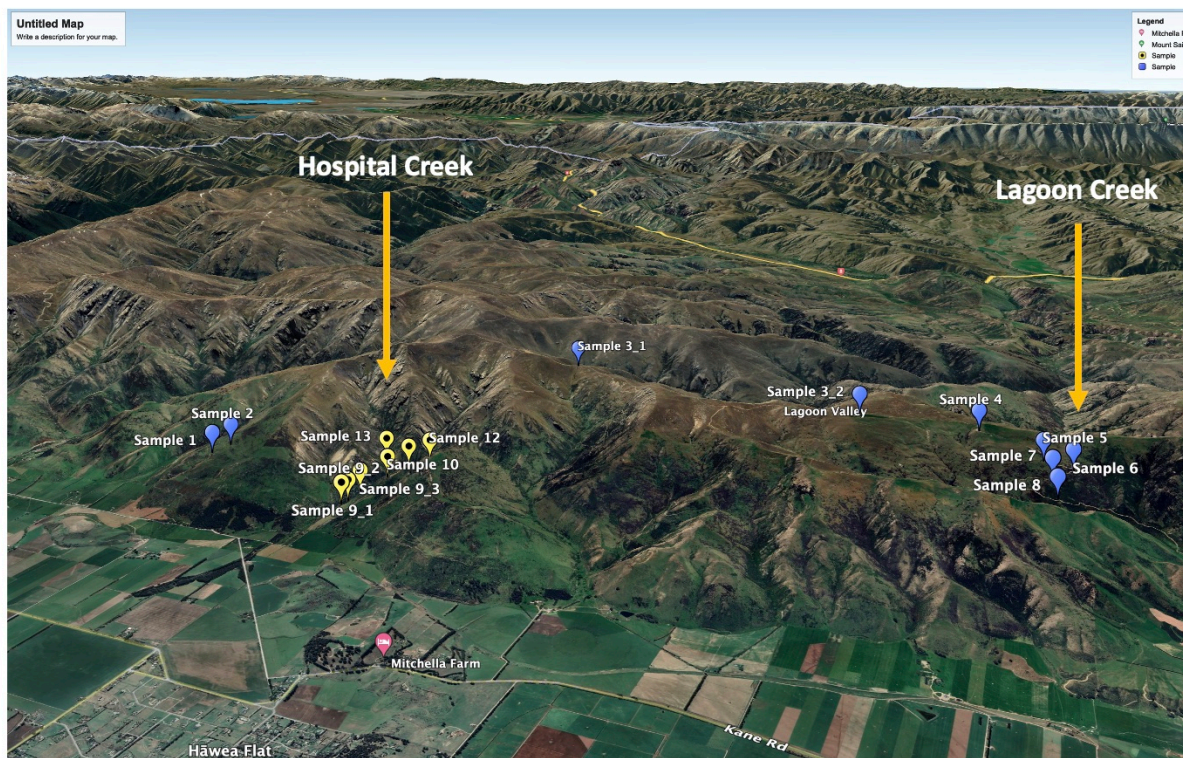 Untitled Map
Write a description for your map.
Legend
Mitchella F
Mount Sai
Sample
Sample
Hospital Creek
Lagoon Creek
Sample 3_1
Sample 3_2
Lagoon Valley
Sample 4
Sample 2
Sample 1
Sample 13
Sample 12
Sample 5
Sample 7
Sample 9_2
Sample 10
Sample 6
Sample 8
Sample 9_3
Sample 9_1
Mitchella Farm
Kane Rd
Hāwea Flat